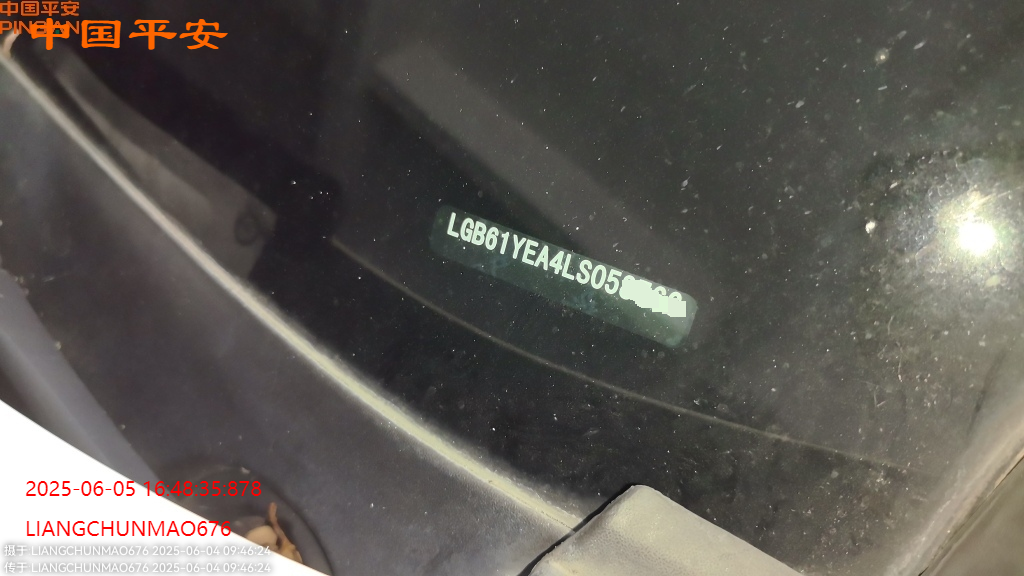 中国平安
PINGAN
中国平安
LGB61YEA4LS05
2025-06-05 16:48:35:878
LIANGCHUNMAO676
摄于 LIANGCHUNMAO676 2025-06-04 09:46:24
传于 LIANGCHUNMAO676 2025-06-04 09:46:24